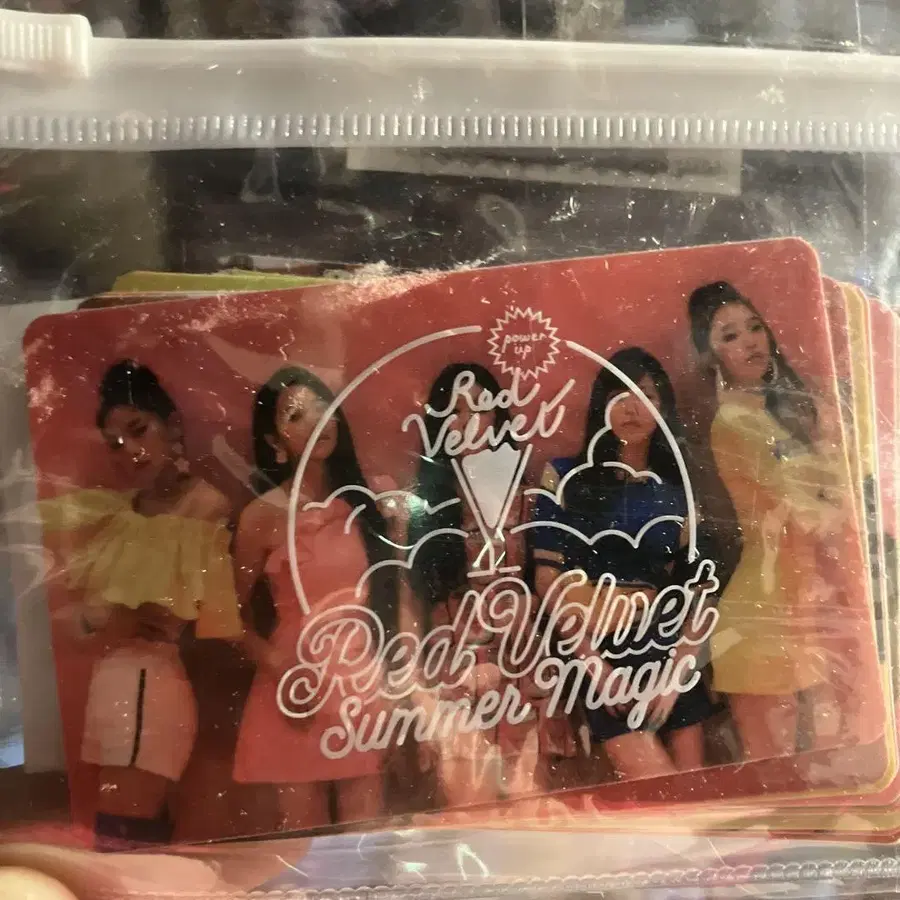 power
up
Red
Velvet
Red Velvet
Summer Magic